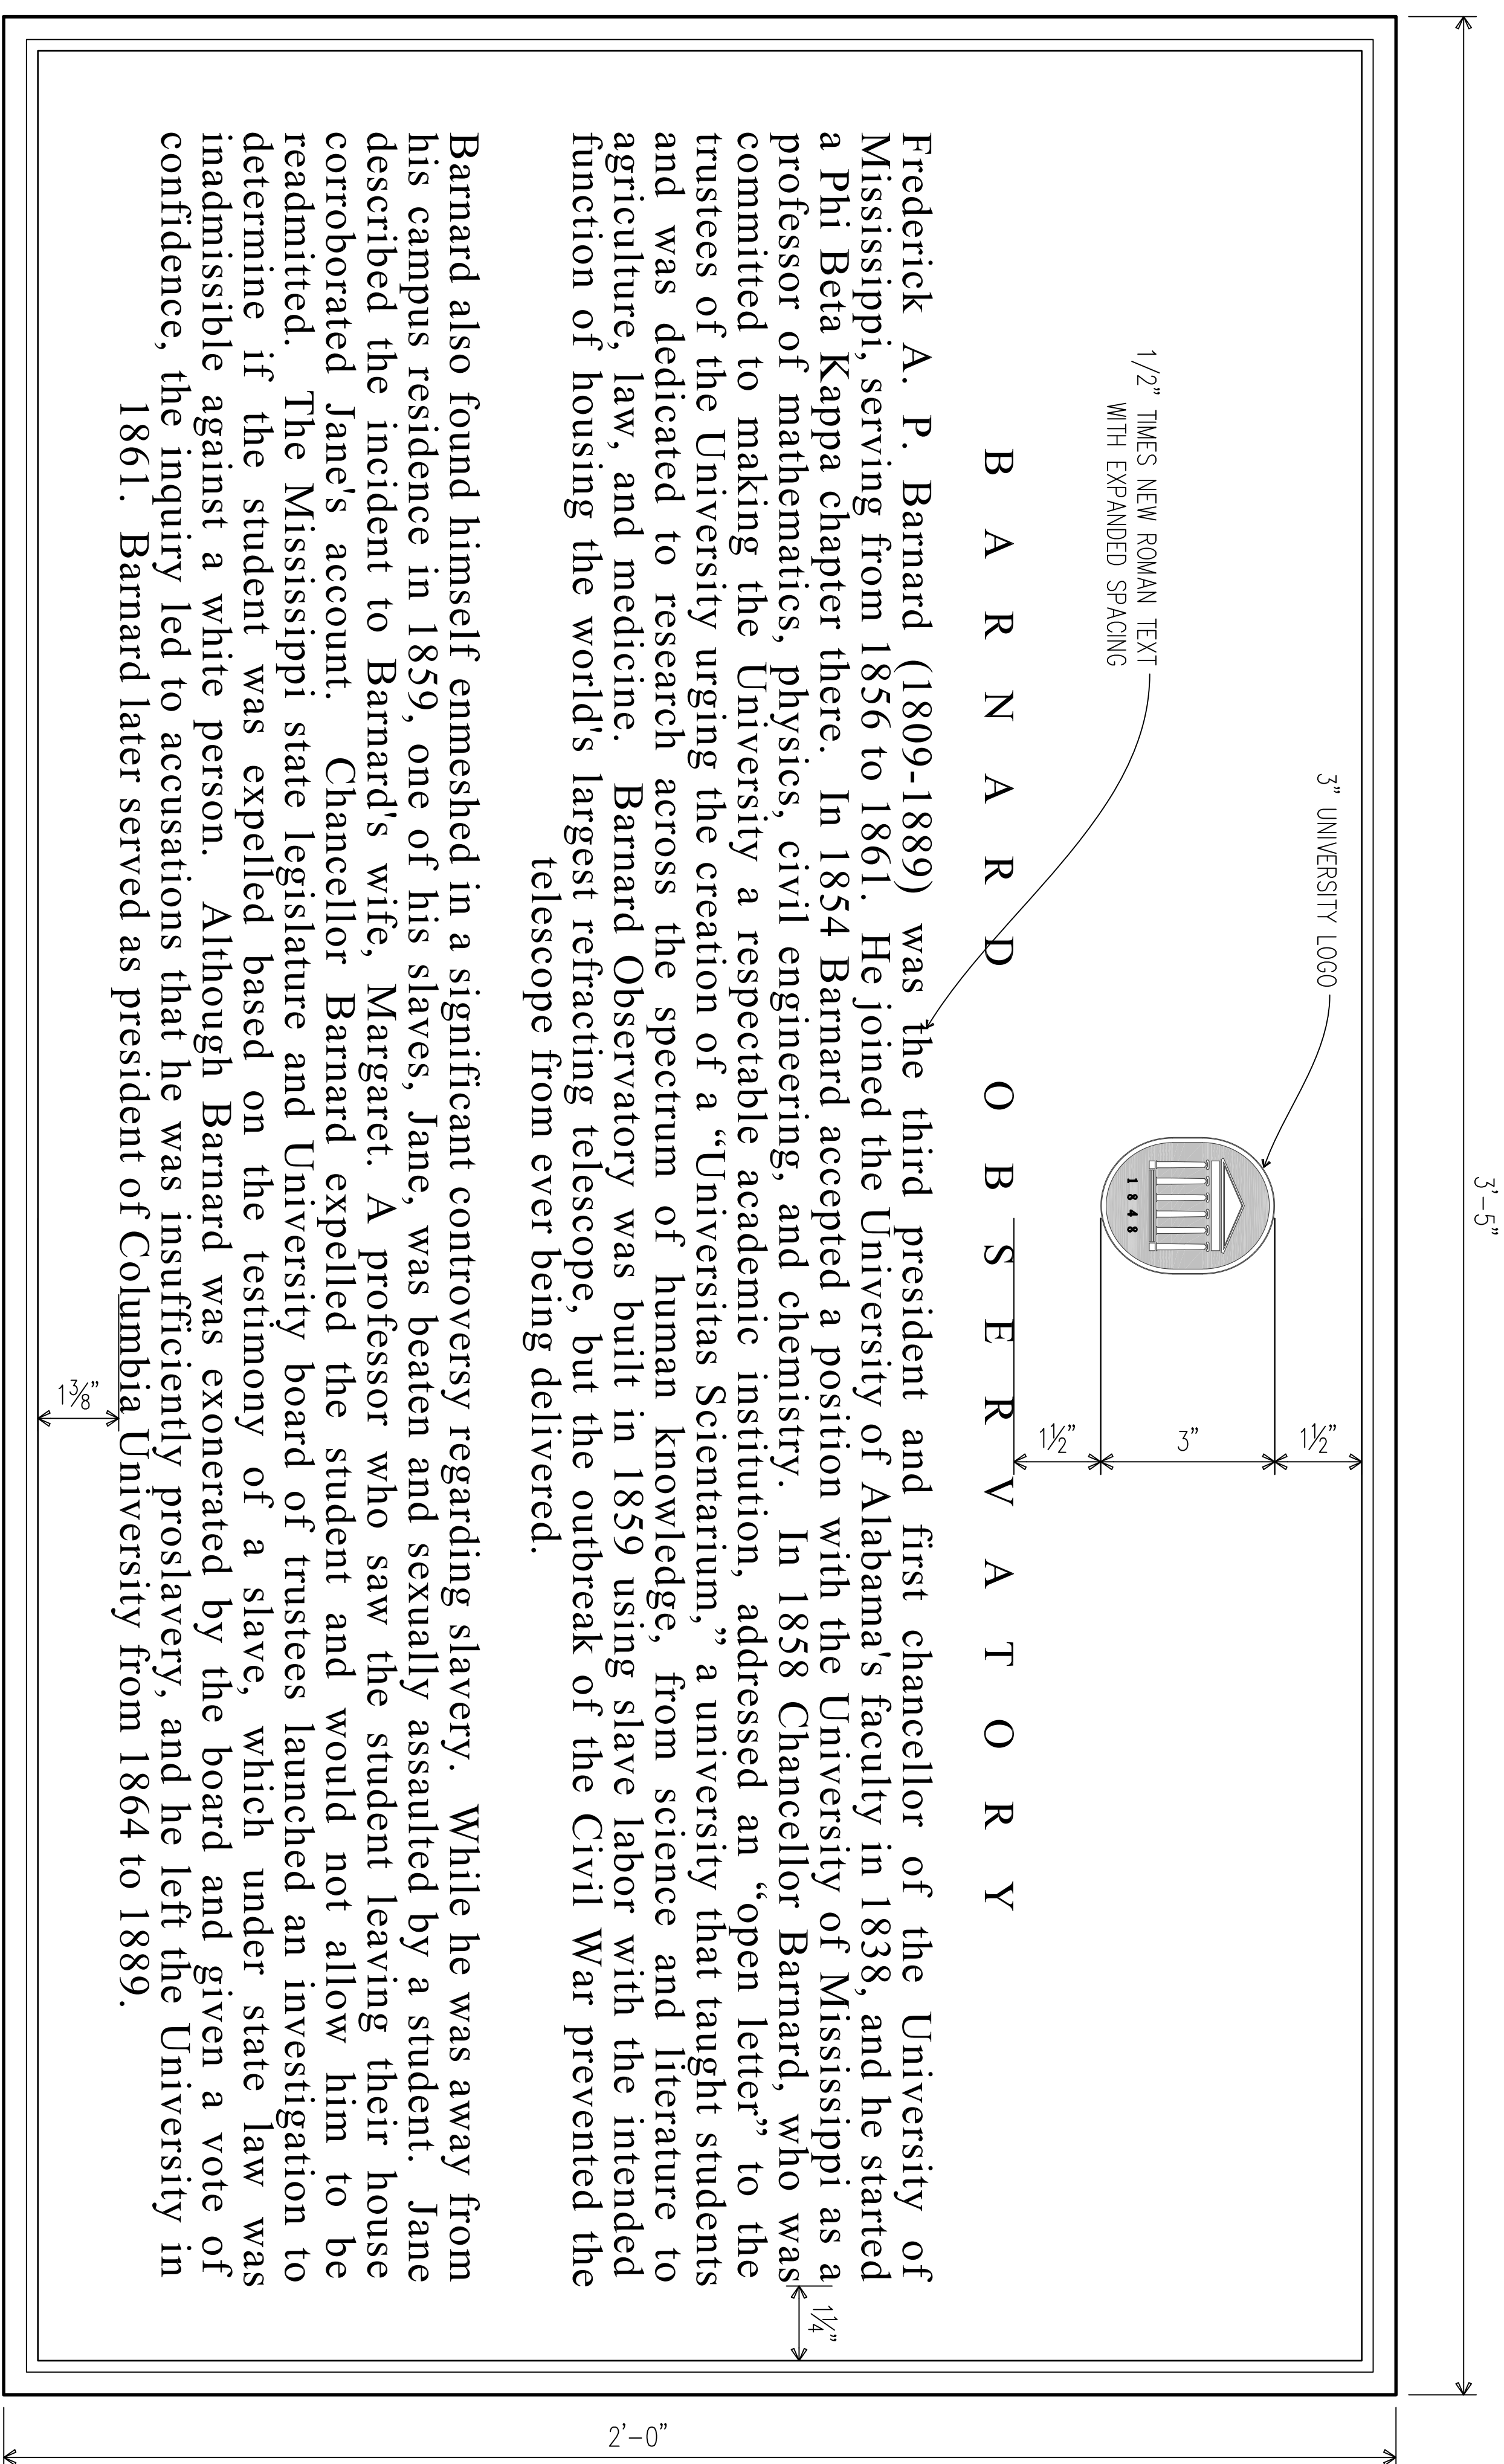 3'-5"
3" UNIVERSITY LOGO
1848
1½"
3"
1½"
1/2" TIMES NEW ROMAN TEXT
WITH EXPANDED SPACING
BARNARD OBSERVATORY
Frederick A. P. Barnard (1809-1889) was the third president and first chancellor of the University of
Mississippi, serving from 1856 to 1861. He joined the University of Alabama's faculty in 1838, and he started
a Phi Beta Kappa chapter there. In 1854 Barnard accepted a position with the University of Mississippi as a
professor of mathematics, physics, civil engineering, and chemistry. In 1858 Chancellor Barnard, who was
committed to making the University a respectable academic institution, addressed an “open letter” to the
trustees of the University urging the creation of a “Universitas Scientarium,” a university that taught students
and was dedicated to research across the spectrum of human knowledge, from science and literature to
agriculture, law, and medicine. Barnard Observatory was built in 1859 using slave labor with the intended
function of housing the world's largest refracting telescope, but the outbreak of the Civil War prevented the
telescope from ever being delivered.
1¼"
Barnard also found himself enmeshed in a significant controversy regarding slavery. While he was away from
his campus residence in 1859, one of his slaves, Jane, was beaten and sexually assaulted by a student. Jane
described the incident to Barnard's wife, Margaret. A professor who saw the student leaving their house
corroborated Jane's account. Chancellor Barnard expelled the student and would not allow him to be
readmitted. The Mississippi state legislature and University board of trustees launched an investigation to
determine if the student was expelled based on the testimony of a slave, which under state law was
inadmissible against a white person. Although Barnard was exonerated by the board and given a vote of
confidence, the inquiry led to accusations that he was insufficiently proslavery, and he left the University in
1861. Barnard later served as president of Columbia University from 1864 to 1889.
1⅜"
2'-0"